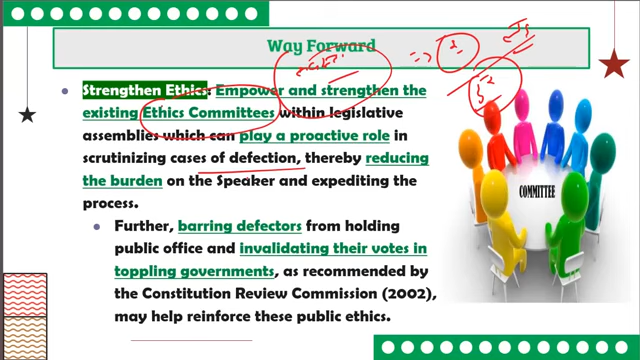 Way Forward
Strengthen Ethics: Empower and strengthen the
existing Ethics Committees within legislative
assemblies which can play a proactive role in
scrutinizing cases of defection, thereby reducing
the burden on the Speaker and expediting the
process.
Further, barring defectors from holding
public office and invalidating their votes in
toppling governments, as recommended by
the Constitution Review Commission (2002),
may help reinforce these public ethics.
COMMITTEE